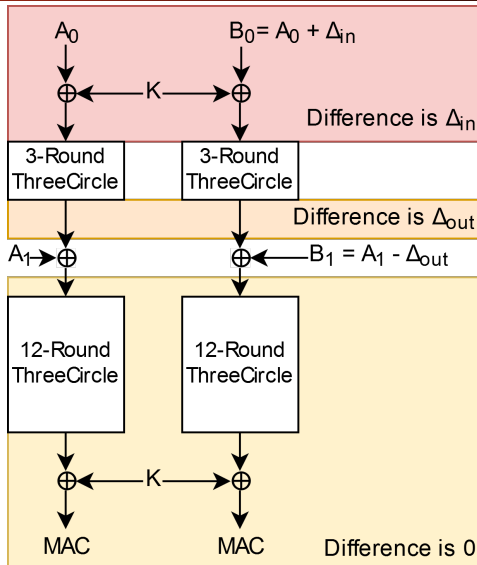 A0 B0= A0 + Δin
K
Difference is Δin
3-Round ThreeCircle
3-Round ThreeCircle
Difference is Δout
A1 B1 = A1 - Δout
12-Round ThreeCircle
12-Round ThreeCircle
K
MAC MAC
Difference is 0